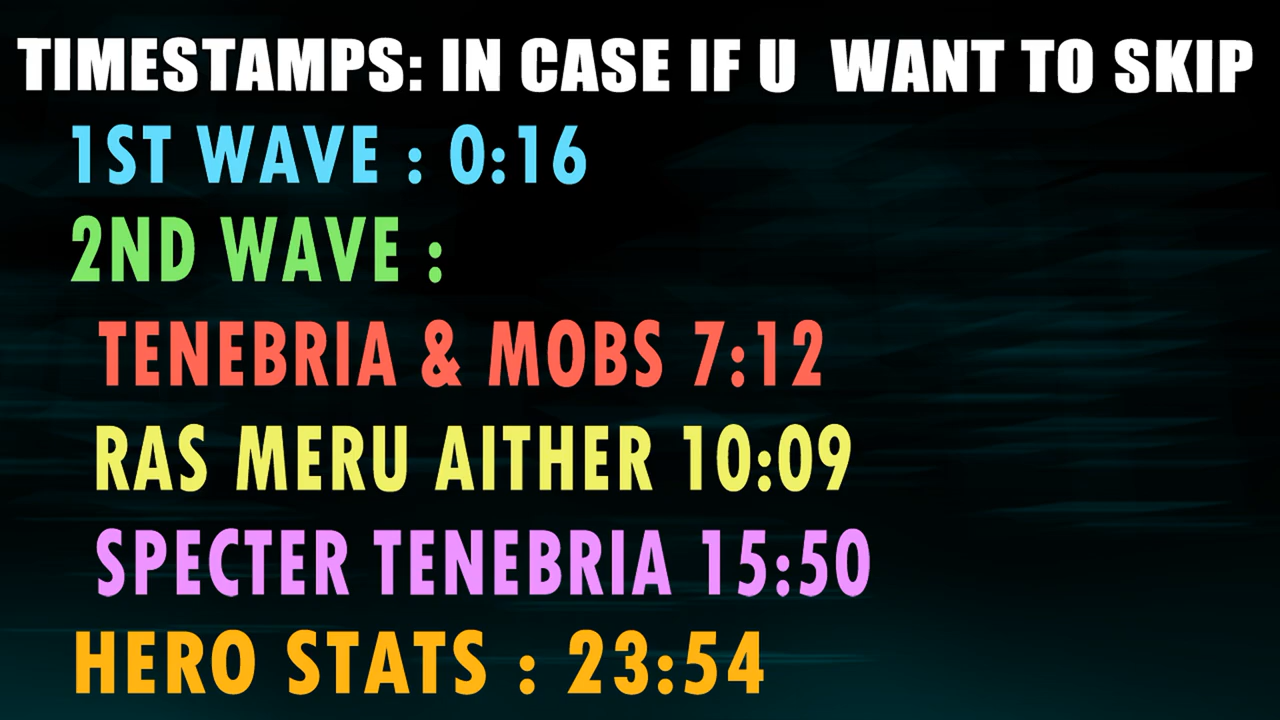 TIMESTAMPS: IN CASE IF U WANT TO SKIP
1ST WAVE : 0:16
2ND WAVE :
TENEBRIA & MOBS 7:12
RAS MERU AITHER 10:09
SPECTER TENEBRIA 15:50
HERO STATS : 23:54